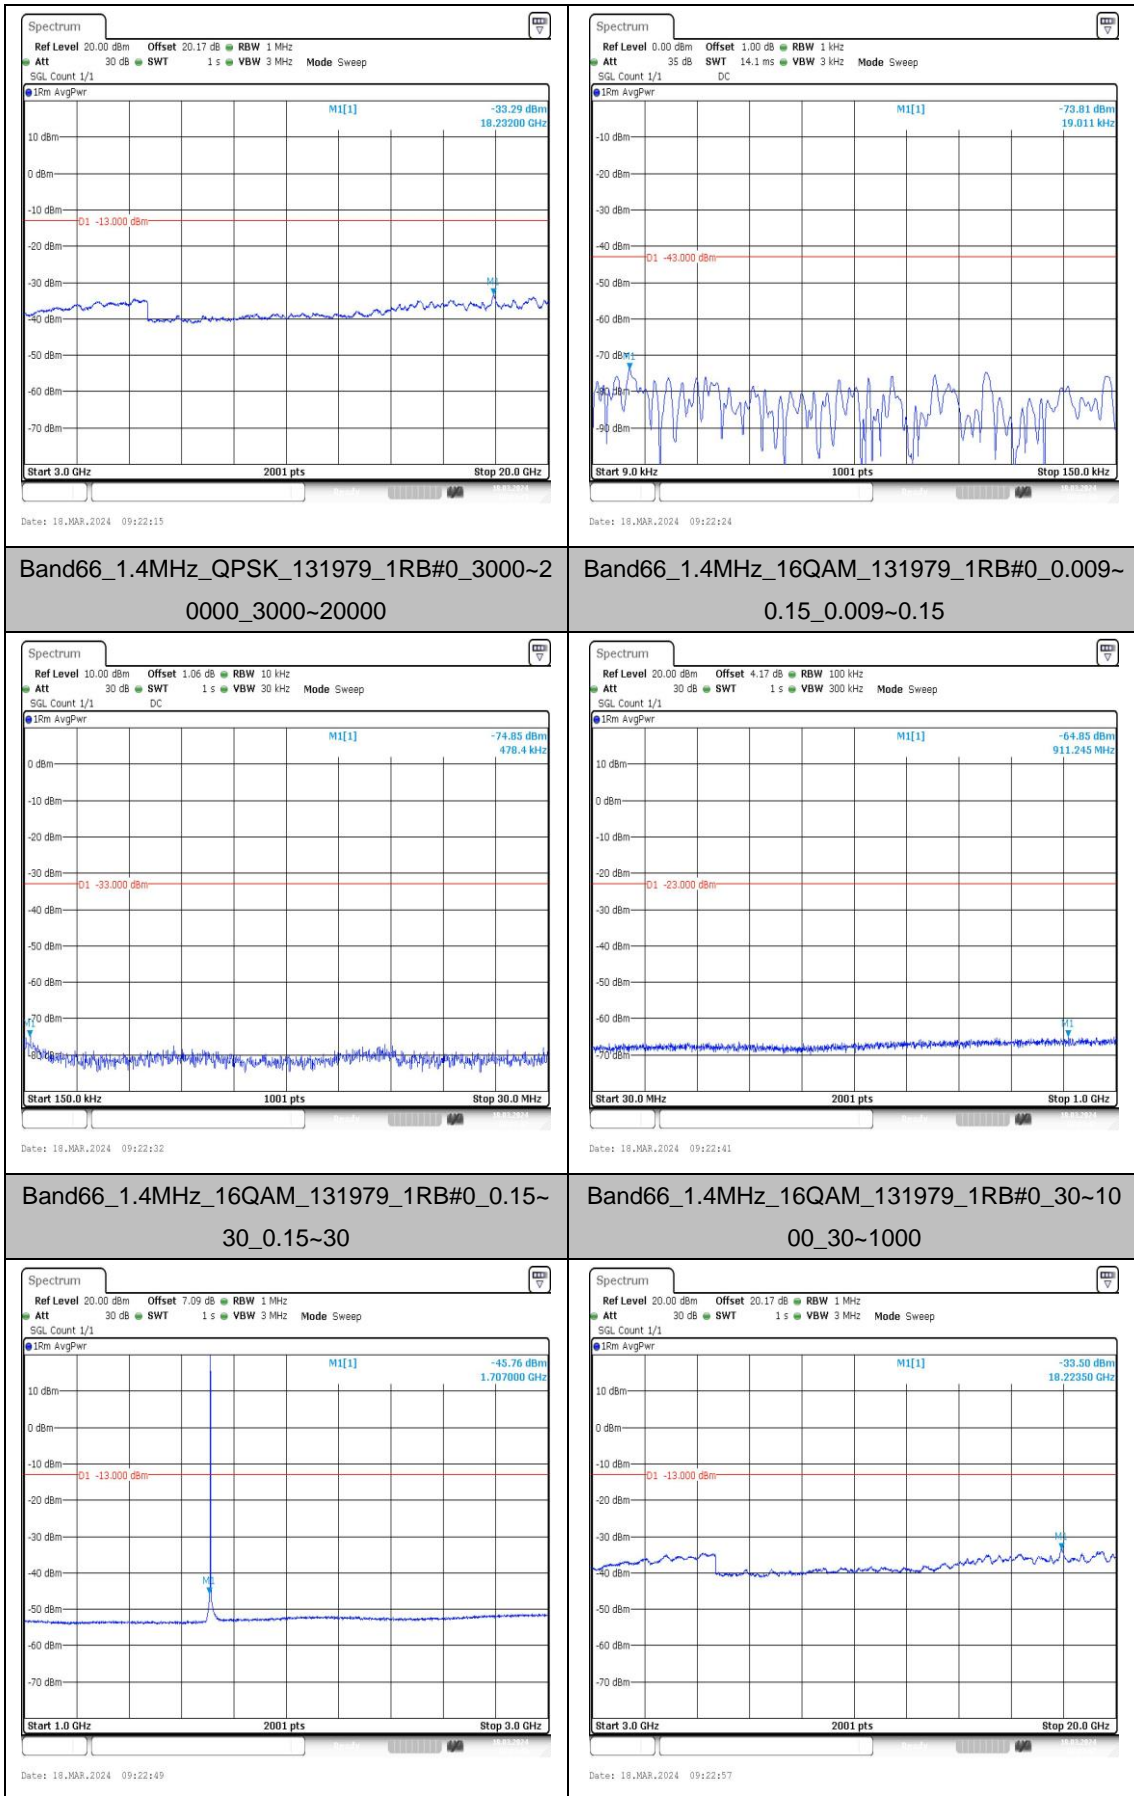 Spectrum
Ref Level 20.00 dBm Offset 20.17 dB RBW 1 MHz
Att 30 dB SWT 1 s VBW 3 MHz Mode Sweep
SGL Count 1/1
1Rm AvgPwr
M1[1] -33.29 dBm
18.23200 GHz
10 dBm
0 dBm
-10 dBm
D1 -13.000 dBm
-20 dBm
-30 dBm
M1
-40 dBm
-50 dBm
-60 dBm
-70 dBm
Start 3.0 GHz 2001 pts Stop 20.0 GHz
Date: 18.MAR.2024 09:22:15
Spectrum
Ref Level 0.00 dBm Offset 1.00 dB RBW 1 kHz
Att 35 dB SWT 14.1 ms VBW 3 kHz Mode Sweep
SGL Count 1/1 DC
1Rm AvgPwr
M1[1] -73.81 dBm
19.011 kHz
-10 dBm
-20 dBm
-30 dBm
-40 dBm
D1 -43.000 dBm
-50 dBm
-60 dBm
-70 dBm
M1
-80 dBm
-90 dBm
Start 9.0 kHz 1001 pts Stop 150.0 kHz
Date: 18.MAR.2024 09:22:24
Band66_1.4MHz_QPSK_131979_1RB#0_3000~2
0000_3000~20000
Band66_1.4MHz_16QAM_131979_1RB#0_0.009~
0.15_0.009~0.15
Spectrum
Ref Level 10.00 dBm Offset 1.06 dB RBW 10 kHz
Att 30 dB SWT 1 s VBW 30 kHz Mode Sweep
SGL Count 1/1 DC
1Rm AvgPwr
M1[1] -74.85 dBm
478.4 kHz
0 dBm
-10 dBm
-20 dBm
-30 dBm
D1 -33.000 dBm
-40 dBm
-50 dBm
-60 dBm
-70 dBm
M1
-80 dBm
Start 150.0 kHz 1001 pts Stop 30.0 MHz
Date: 18.MAR.2024 09:22:32
Spectrum
Ref Level 20.00 dBm Offset 4.17 dB RBW 100 kHz
Att 30 dB SWT 1 s VBW 300 kHz Mode Sweep
SGL Count 1/1
1Rm AvgPwr
M1[1] -64.85 dBm
911.245 MHz
10 dBm
0 dBm
-10 dBm
-20 dBm
D1 -23.000 dBm
-30 dBm
-40 dBm
-50 dBm
-60 dBm
M1
-70 dBm
Start 30.0 MHz 2001 pts Stop 1.0 GHz
Date: 18.MAR.2024 09:22:41
Band66_1.4MHz_16QAM_131979_1RB#0_0.15~
30_0.15~30
Band66_1.4MHz_16QAM_131979_1RB#0_30~10
00_30~1000
Spectrum
Ref Level 20.00 dBm Offset 7.09 dB RBW 1 MHz
Att 30 dB SWT 1 s VBW 3 MHz Mode Sweep
SGL Count 1/1
1Rm AvgPwr
M1[1] -45.76 dBm
1.707000 GHz
10 dBm
0 dBm
-10 dBm
D1 -13.000 dBm
-20 dBm
-30 dBm
-40 dBm
M1
-50 dBm
-60 dBm
-70 dBm
Start 1.0 GHz 2001 pts Stop 3.0 GHz
Date: 18.MAR.2024 09:22:49
Spectrum
Ref Level 20.00 dBm Offset 20.17 dB RBW 1 MHz
Att 30 dB SWT 1 s VBW 3 MHz Mode Sweep
SGL Count 1/1
1Rm AvgPwr
M1[1] -33.50 dBm
18.22350 GHz
10 dBm
0 dBm
-10 dBm
D1 -13.000 dBm
-20 dBm
-30 dBm
M1
-40 dBm
-50 dBm
-60 dBm
-70 dBm
Start 3.0 GHz 2001 pts Stop 20.0 GHz
Date: 18.MAR.2024 09:22:57